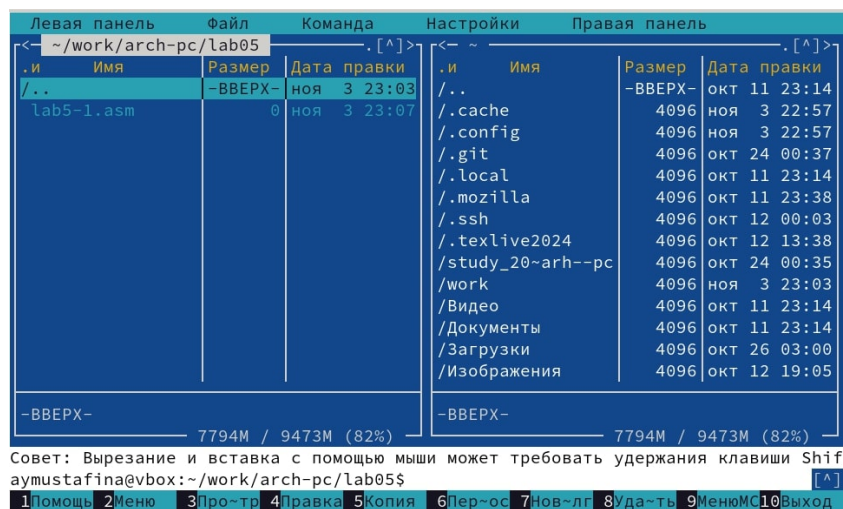 Левая панель Файл Команда Настройки Правая панель
<— ~/work/arch-pc/lab05 .[^]>
.и Имя Размер Дата правки
/.. -ВВЕРХ- ноя 3 23:03
lab5-1.asm 0 ноя 3 23:07
-ВВЕРХ-
7794M / 9473M (82%)
<— ~ .[^]>
.и Имя Размер Дата правки
/.. -ВВЕРХ- окт 11 23:14
/.cache 4096 ноя 3 22:57
/.config 4096 ноя 3 22:57
/.git 4096 окт 24 00:37
/.local 4096 окт 11 23:14
/.mozilla 4096 окт 11 23:38
/.ssh 4096 окт 12 00:03
/.texlive2024 4096 окт 12 13:38
/study_20~arh--pc 4096 окт 24 00:35
/work 4096 ноя 3 23:03
/Видео 4096 окт 11 23:14
/Документы 4096 окт 11 23:14
/Загрузки 4096 окт 26 03:00
/Изображения 4096 окт 12 19:05
-ВВЕРХ-
7794M / 9473M (82%)
Совет: Вырезание и вставка с помощью мыши может требовать удержания клавиши Shif
aymustafina@vbox:~/work/arch-pc/lab05$ [^]
1Помощь 2Меню 3Про~тр 4Правка 5Копия 6Пер~ос 7Нов~лг 8Уда~ть 9МенюMC 10Выход